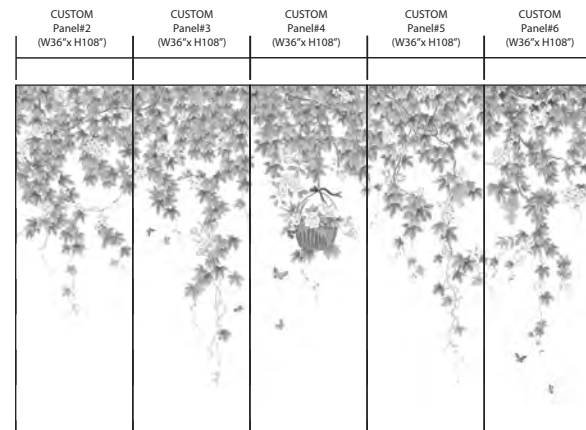 CUSTOM
Panel#2
(W36”x H108”)
CUSTOM
Panel#3
(W36”x H108”)
CUSTOM
Panel#4
(W36”x H108”)
CUSTOM
Panel#5
(W36”x H108”)
CUSTOM
Panel#6
(W36”x H108”)